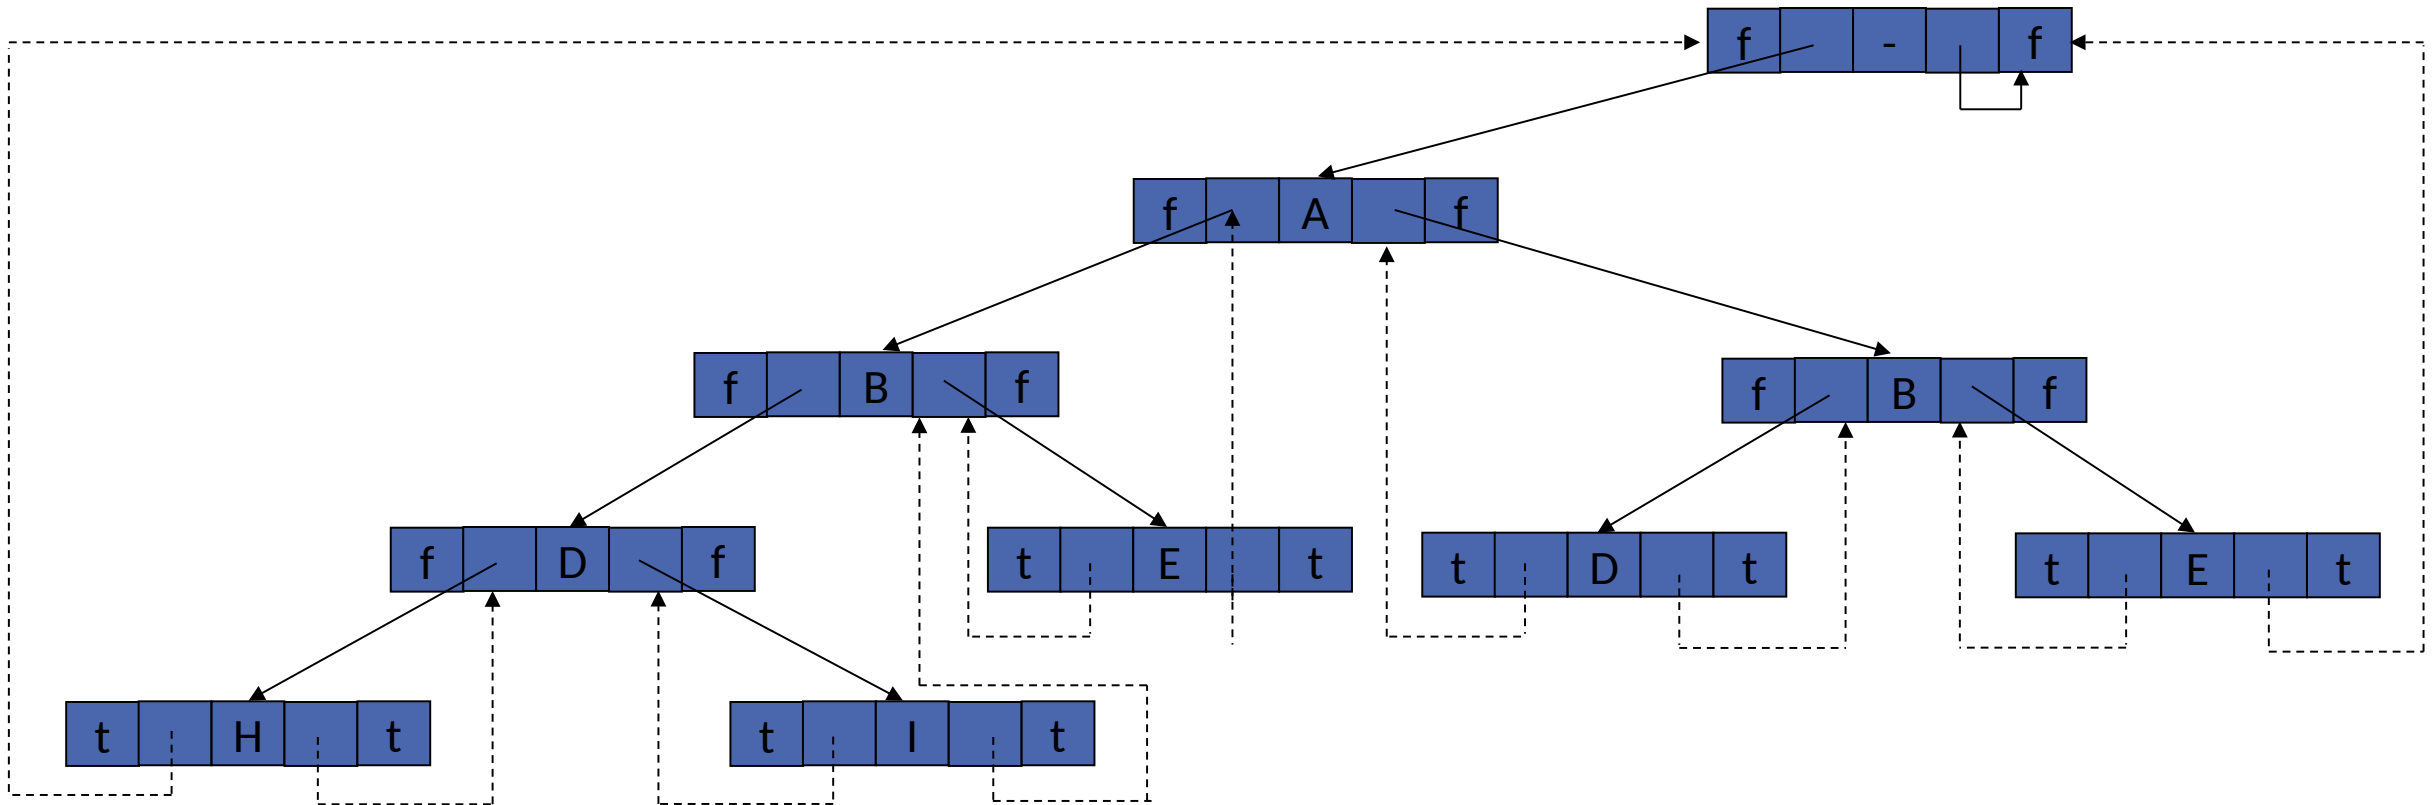 f - f
f A f
f B f
f B f
f D f
t E t
t D t
t E t
t H t
t I t